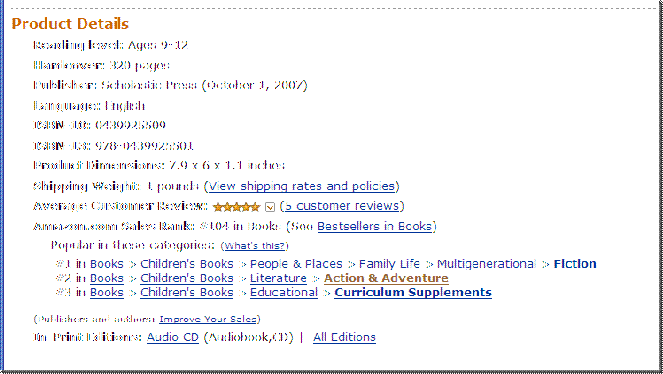 Product Details
Reading level: Ages 9-12
Hardcover: 320 pages
Publisher: Scholastic Press (October 1, 2007)
Language: English
ISBN-10: 0439925509
ISBN-13: 978-0439925501
Product Dimensions: 7.9 x 6 x 1.1 inches
Shipping Weight: 1 pounds (View shipping rates and policies)
Average Customer Review: (5 customer reviews)
Amazon.com Sales Rank: #104 in Books (See Bestsellers in Books)
Popular in these categories: (What's this?)
#1 in Books > Children's Books > People & Places > Family Life > Multigenerational > Fiction
#2 in Books > Children's Books > Literature > Action & Adventure
#3 in Books > Children's Books > Educational > Curriculum Supplements
(Publishers and authors: Improve Your Sales)
In-Print Editions: Audio CD (Audiobook,CD) | All Editions